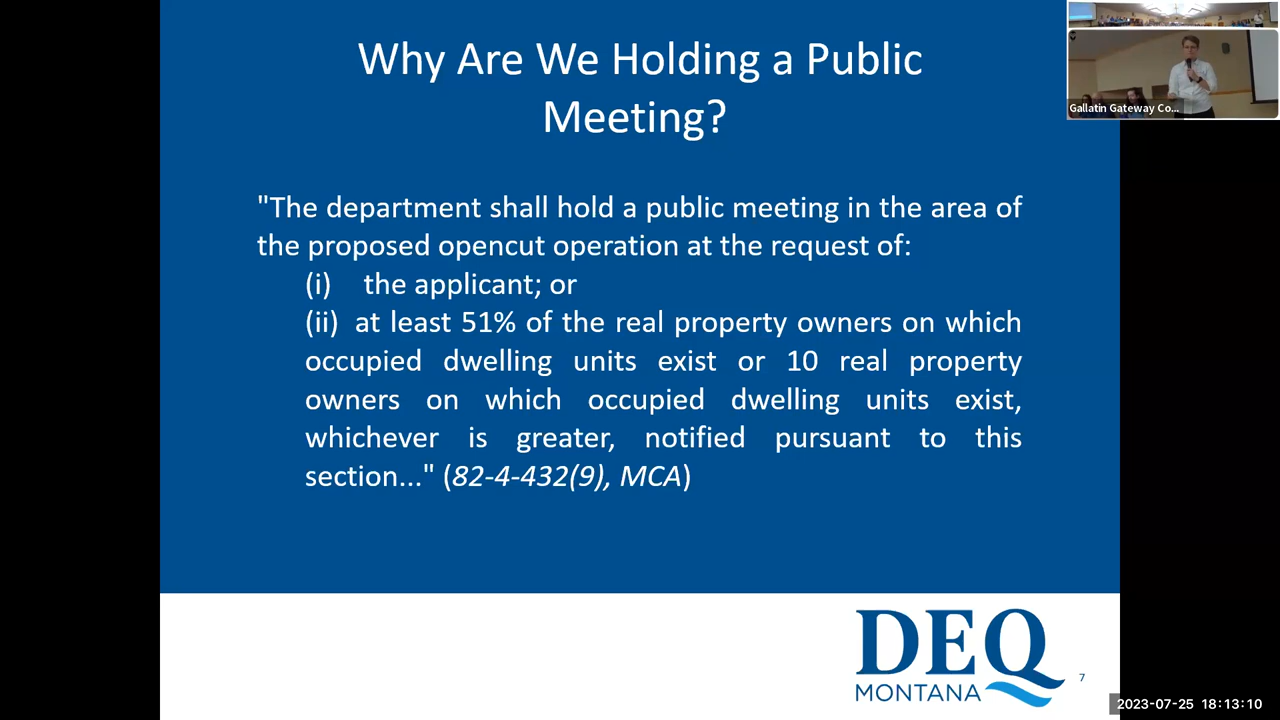 Why Are We Holding a Public
Meeting?
"The department shall hold a public meeting in the area of
the proposed opencut operation at the request of:
(i) the applicant; or
(ii) at least 51% of the real property owners on which
occupied dwelling units exist or 10 real property
owners on which occupied dwelling units exist,
whichever is greater, notified pursuant to this
section..." (82-4-432(9), MCA)
Gallatin Gateway Co...
DEQ
MONTANA
7
2023-07-25 18:13:10